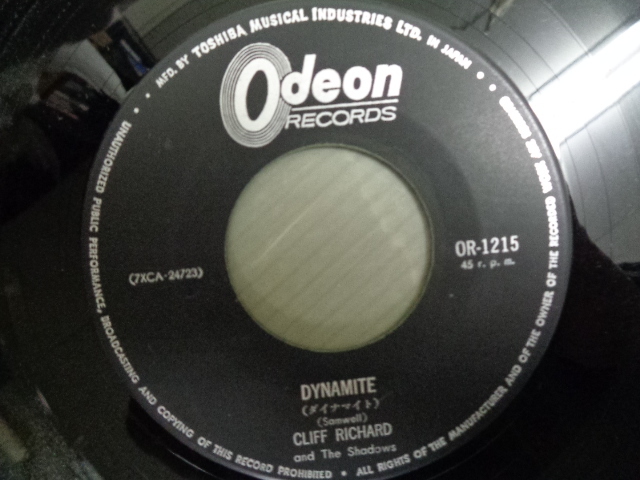 MFD. BY TOSHIBA MUSICAL INDUSTRIES LTD. IN JAPAN
Odeon
RECORDS
OR-1215
45 r. p. m.
(7XCA-24723)
DYNAMITE
(ダイナマイト)
(Samwell)
CLIFF RICHARD
and The Shadows
ALL RIGHTS OF THE MANUFACTURER AND OF THE OWNER OF THE RECORDED WORK
UNAUTHORIZED PUBLIC PERFORMANCE, BROADCASTING AND COPYING OF THIS RECORD PROHIBITED